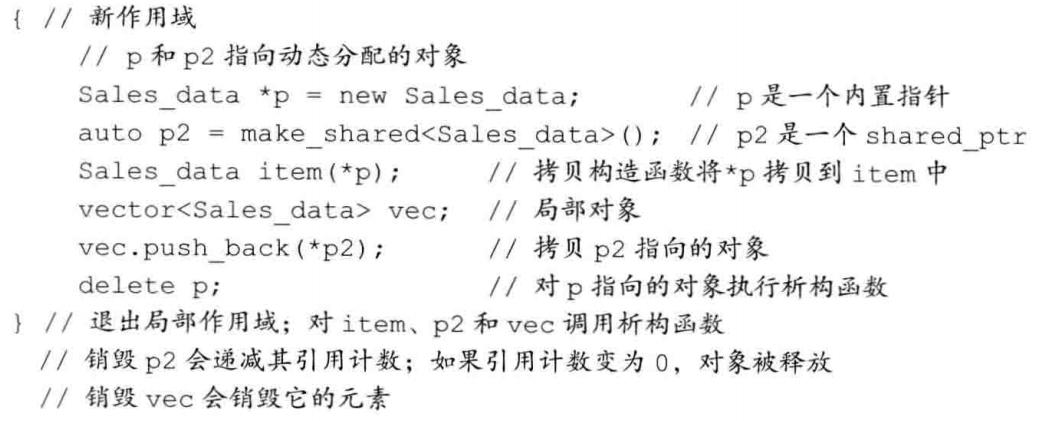 { // 新作用域
// p 和 p2 指向动态分配的对象
Sales_data *p = new Sales_data; // p 是一个内置指针
auto p2 = make_shared<Sales_data>(); // p2 是一个 shared_ptr
Sales_data item(*p); // 拷贝构造函数将*p 拷贝到 item 中
vector<Sales_data> vec; // 局部对象
vec.push_back(*p2); // 拷贝 p2 指向的对象
delete p; // 对 p 指向的对象执行析构函数
} // 退出局部作用域；对 item、p2 和 vec 调用析构函数
// 销毁 p2 会递减其引用计数；如果引用计数变为 0，对象被释放
// 销毁 vec 会销毁它的元素